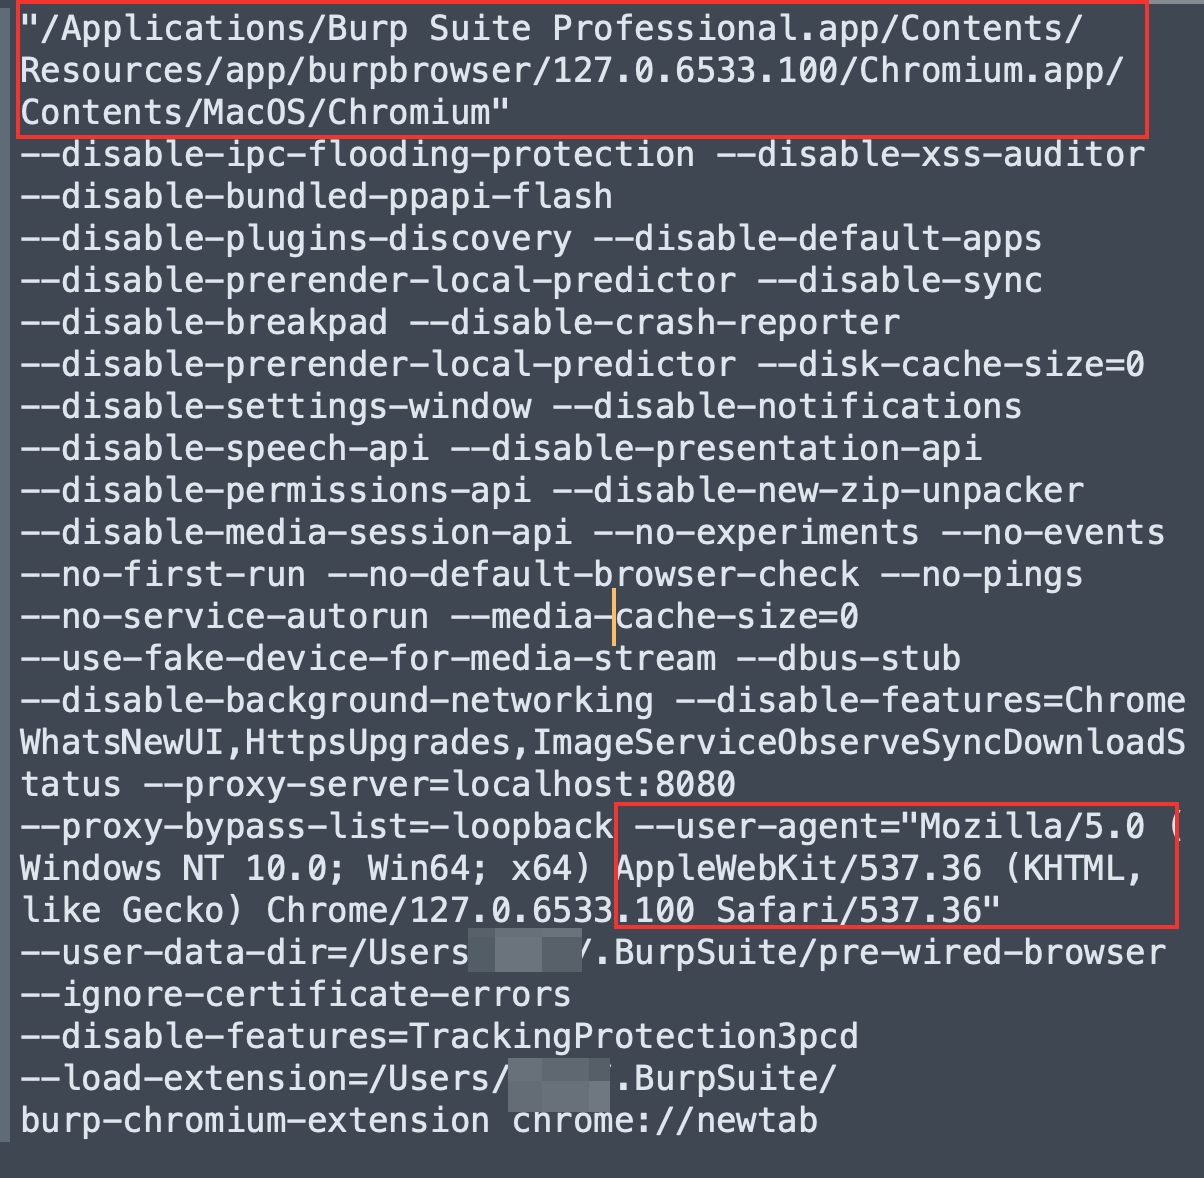 "/Applications/Burp Suite Professional.app/Contents/
Resources/app/burpbrowser/127.0.6533.100/Chromium.app/
Contents/MacOS/Chromium"
--disable-ipc-flooding-protection --disable-xss-auditor
--disable-bundled-ppapi-flash
--disable-plugins-discovery --disable-default-apps
--disable-prerender-local-predictor --disable-sync
--disable-breakpad --disable-crash-reporter
--disable-prerender-local-predictor --disk-cache-size=0
--disable-settings-window --disable-notifications
--disable-speech-api --disable-presentation-api
--disable-permissions-api --disable-new-zip-unpacker
--disable-media-session-api --no-experiments --no-events
--no-first-run --no-default-browser-check --no-pings
--no-service-autorun --media-cache-size=0
--use-fake-device-for-media-stream --dbus-stub
--disable-background-networking --disable-features=Chrome
WhatsNewUI,HttpsUpgrades,ImageServiceObserveSyncDownloadS
tatus --proxy-server=localhost:8080
--proxy-bypass-list=-loopback --user-agent="Mozilla/5.0 (
Windows NT 10.0; Win64; x64) AppleWebKit/537.36 (KHTML,
like Gecko) Chrome/127.0.6533.100 Safari/537.36"
--user-data-dir=/Users /.BurpSuite/pre-wired-browser
--ignore-certificate-errors
--disable-features=TrackingProtection3pcd
--load-extension=/Users/ .BurpSuite/
burp-chromium-extension chrome://newtab